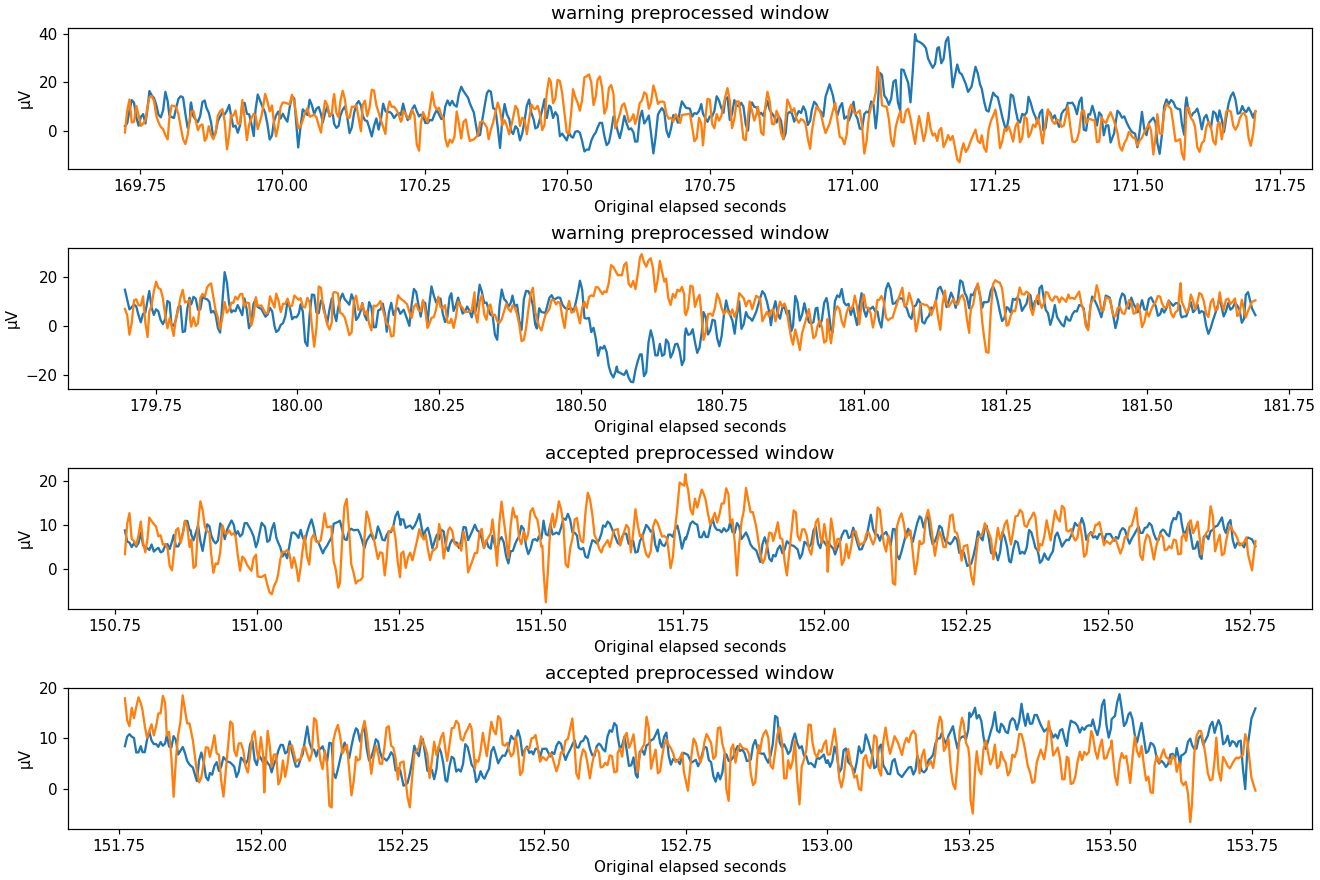 warning preprocessed window
40
20
0
µV
169.75 170.00 170.25 170.50 170.75 171.00 171.25 171.50 171.75
Original elapsed seconds
warning preprocessed window
20
0
−20
µV
179.75 180.00 180.25 180.50 180.75 181.00 181.25 181.50 181.75
Original elapsed seconds
accepted preprocessed window
20
10
0
µV
150.75 151.00 151.25 151.50 151.75 152.00 152.25 152.50 152.75
Original elapsed seconds
accepted preprocessed window
20
10
0
µV
151.75 152.00 152.25 152.50 152.75 153.00 153.25 153.50 153.75
Original elapsed seconds